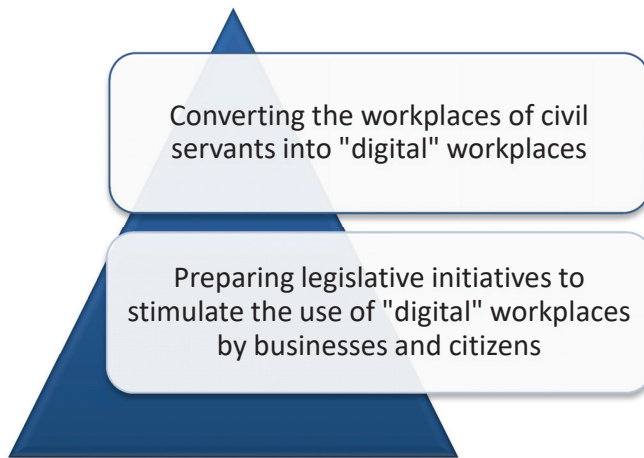 Converting the workplaces of civil
servants into "digital" workplaces
Preparing legislative initiatives to
stimulate the use of "digital" workplaces
by businesses and citizens